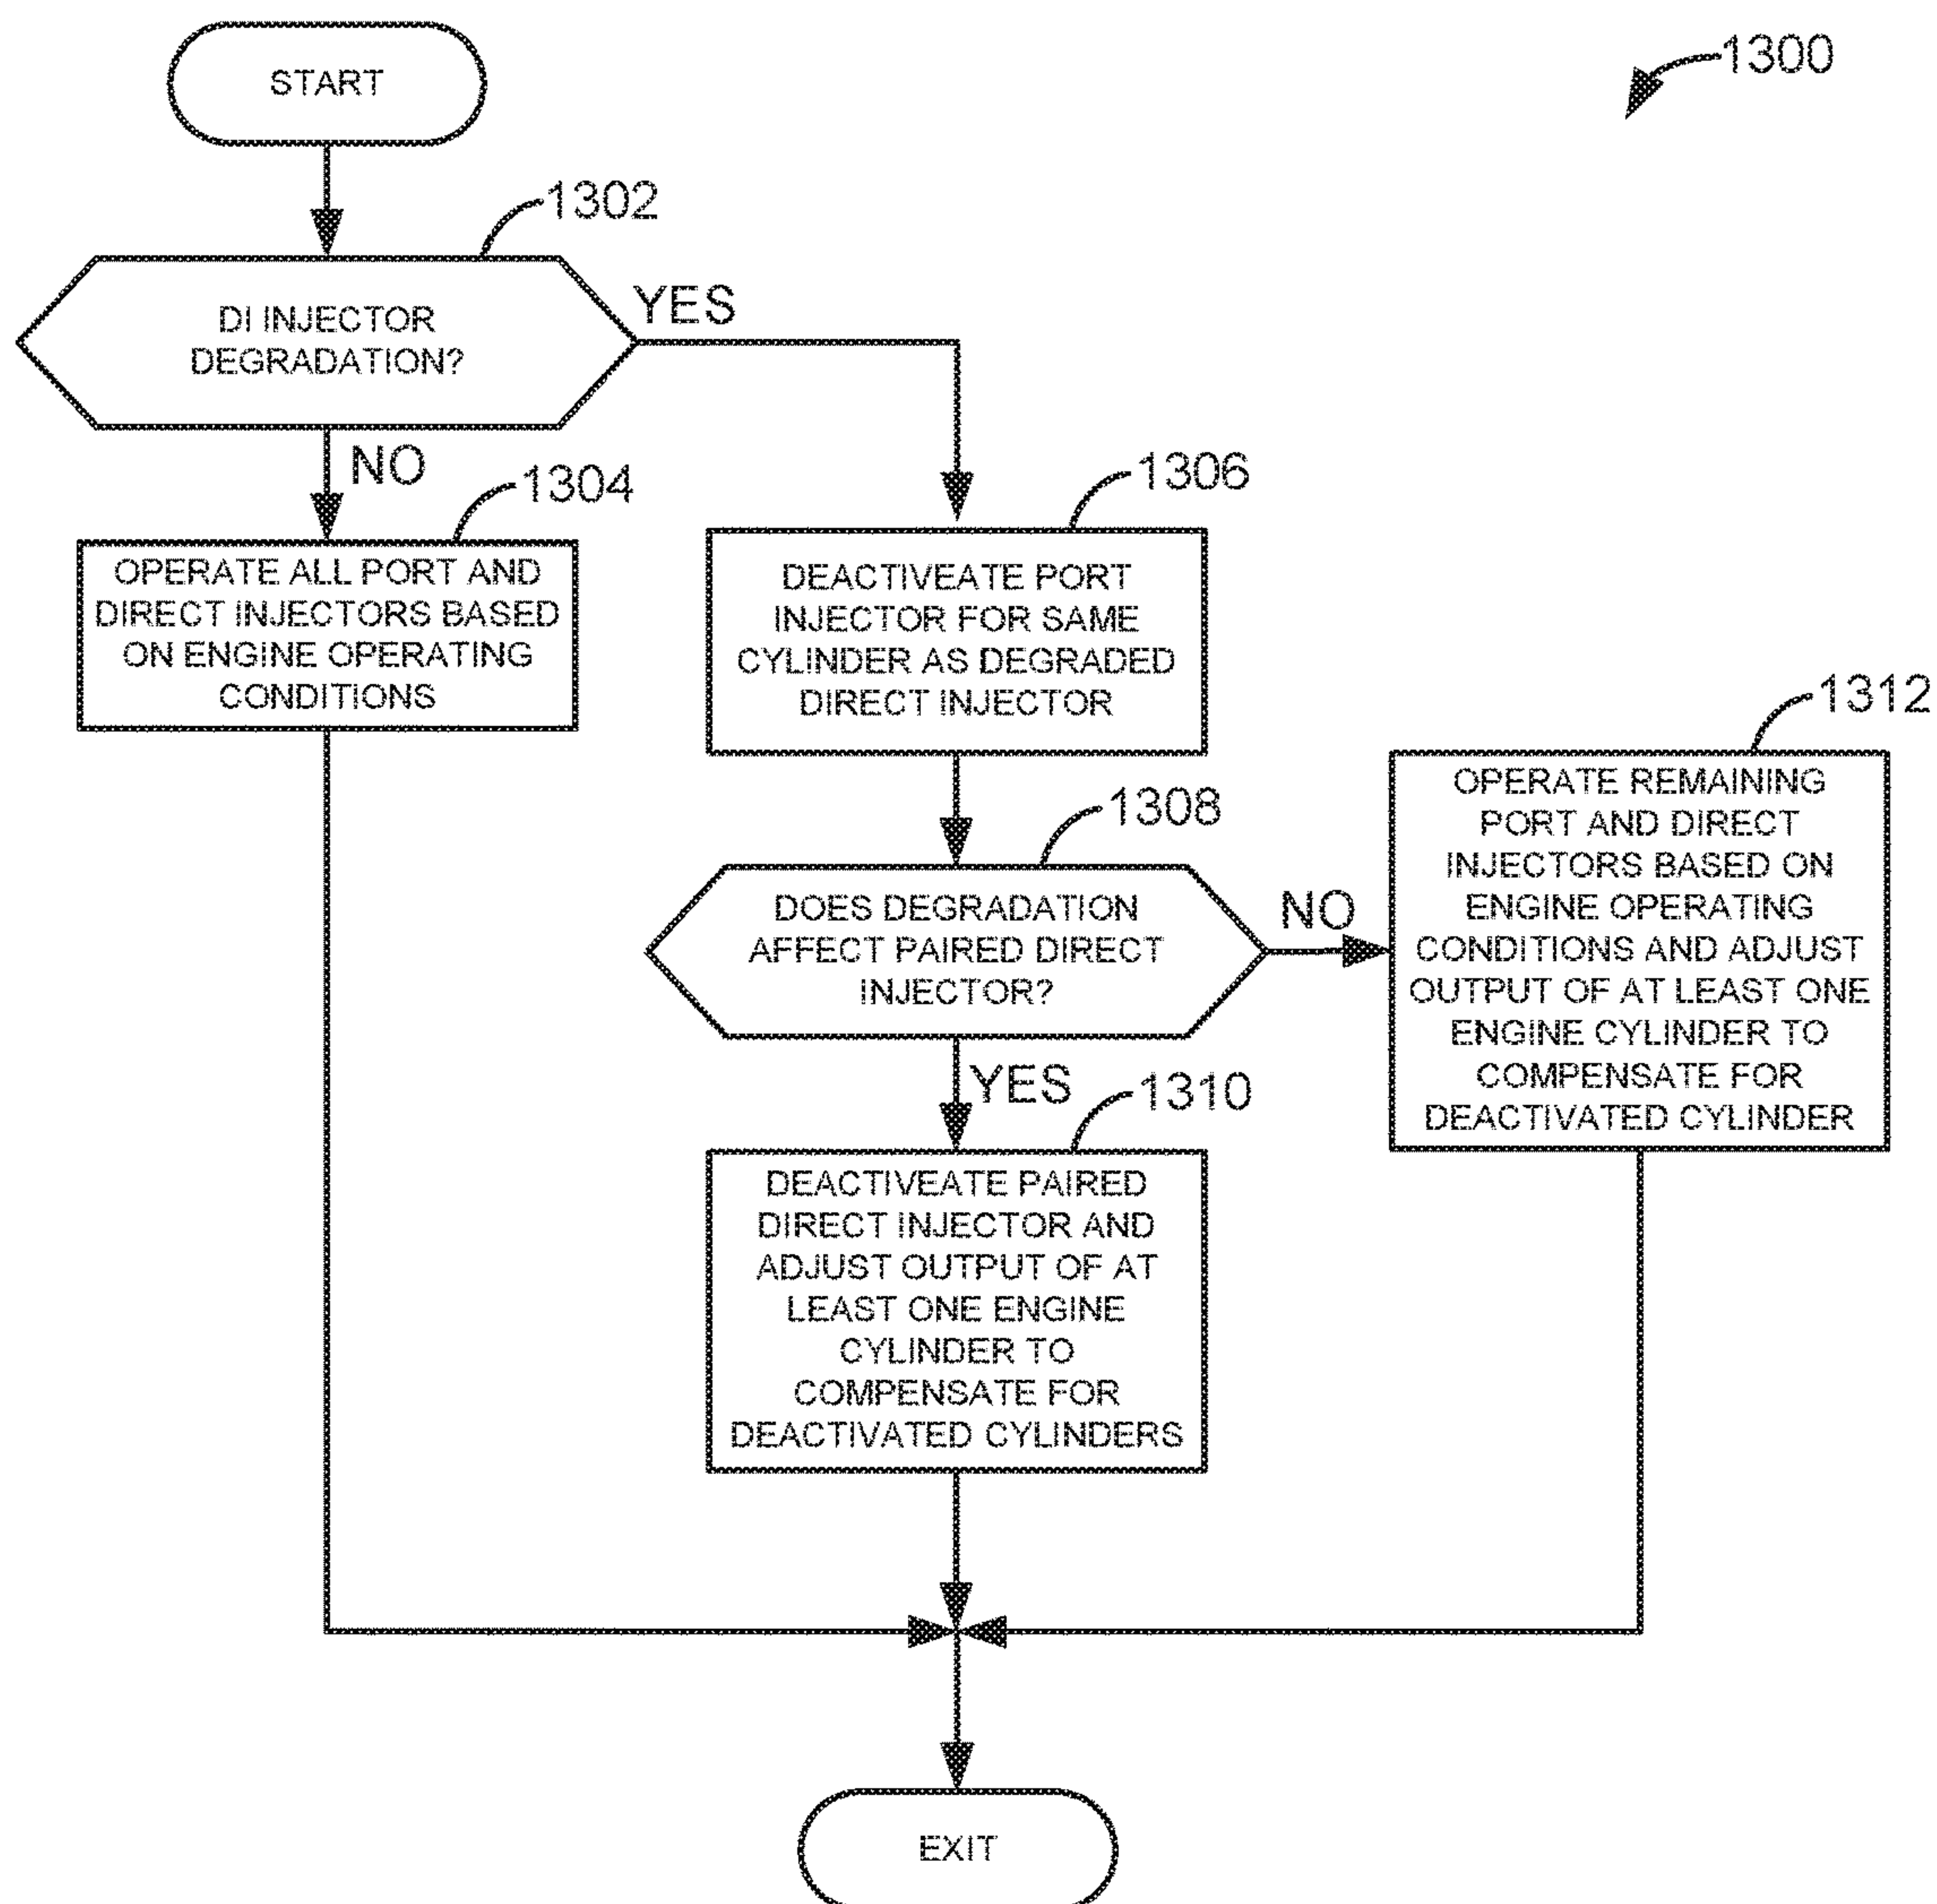 START
1300
1302
DI INJECTOR
DEGRADATION?
YES
NO
1304
OPERATE ALL PORT AND
DIRECT INJECTORS BASED
ON ENGINE OPERATING
CONDITIONS
1306
DEACTIVEATE PORT
INJECTOR FOR SAME
CYLINDER AS DEGRADED
DIRECT INJECTOR
1308
DOES DEGRADATION
AFFECT PAIRED DIRECT
INJECTOR?
NO
1312
OPERATE REMAINING
PORT AND DIRECT
INJECTORS BASED ON
ENGINE OPERATING
CONDITIONS AND ADJUST
OUTPUT OF AT LEAST ONE
ENGINE CYLINDER TO
COMPENSATE FOR
DEACTIVATED CYLINDER
YES
1310
DEACTIVEATE PAIRED
DIRECT INJECTOR AND
ADJUST OUTPUT OF AT
LEAST ONE ENGINE
CYLINDER TO
COMPENSATE FOR
DEACTIVATED CYLINDERS
EXIT